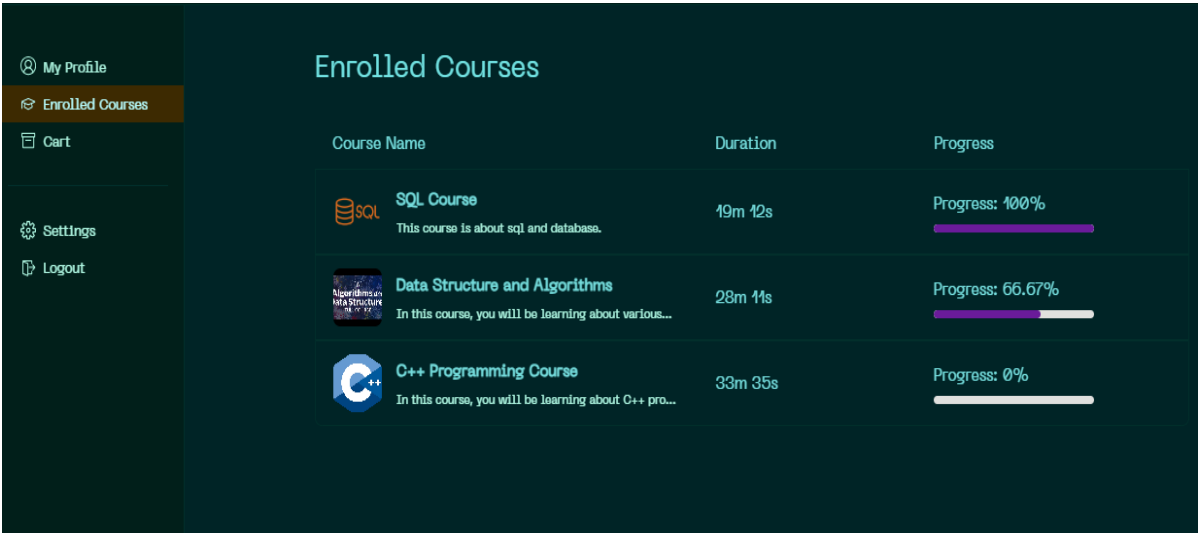 My Profile
Enrolled Courses
Cart
Settings
Logout
Enrolled Courses
Course Name Duration Progress
SQL
SQL Course
This course is about sql and database.
19m 12s
Progress: 100%
Algorithms
Data Structure
Data Structure and Algorithms
In this course, you will be learning about various...
28m 11s
Progress: 66.67%
C++
C++ Programming Course
In this course, you will be learning about C++ pro...
33m 35s
Progress: 0%